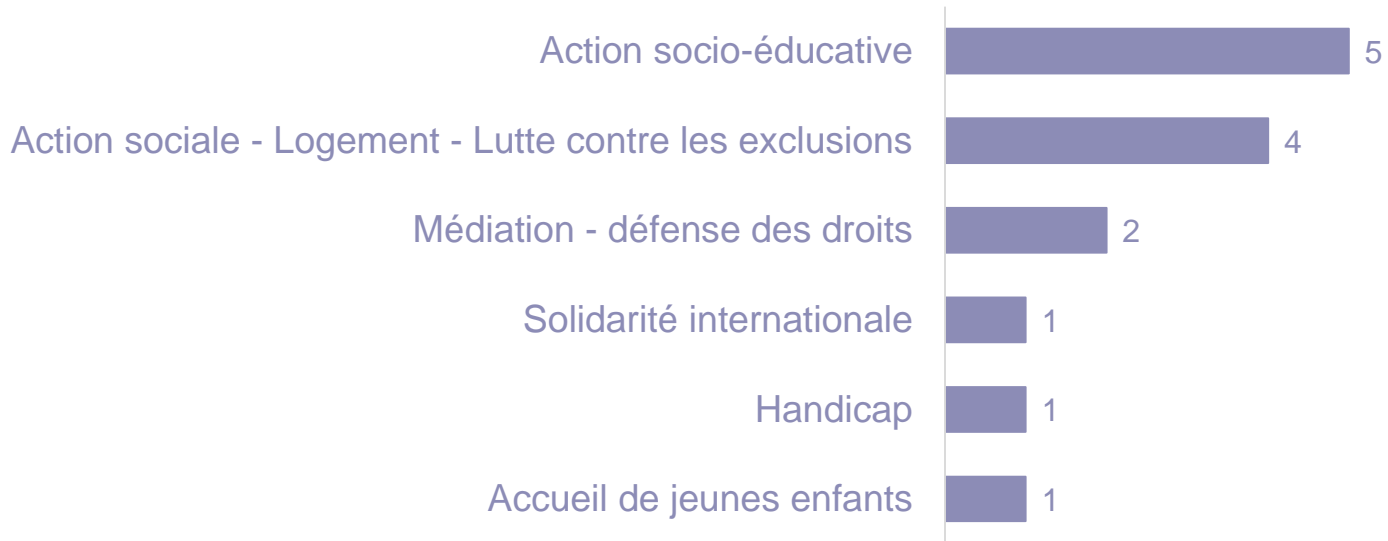 Action socio-éducative 5
Action sociale - Logement - Lutte contre les exclusions 4
Médiation - défense des droits 2
Solidarité internationale 1
Handicap 1
Accueil de jeunes enfants 1